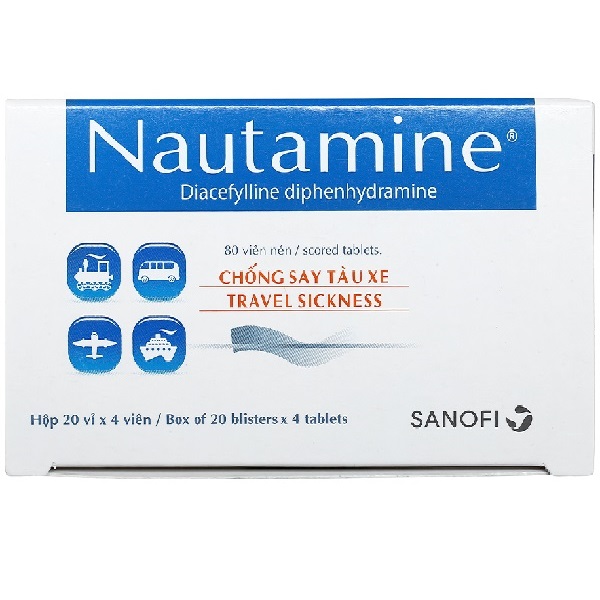 Nautamine®
Diacefylline diphenhydramine
80 viên nén / scored tablets.
CHỐNG SAY TÀU XE
TRAVEL SICKNESS
Hộp 20 vỉ x 4 viên / Box of 20 blisters x 4 tablets
SANOFI